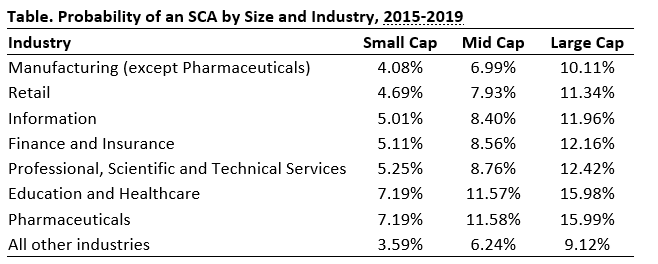 Table. Probability of an SCA by Size and Industry, 2015-2019
Industry Small Cap Mid Cap Large Cap
Manufacturing (except Pharmaceuticals) 4.08% 6.99% 10.11%
Retail 4.69% 7.93% 11.34%
Information 5.01% 8.40% 11.96%
Finance and Insurance 5.11% 8.56% 12.16%
Professional, Scientific and Technical Services 5.25% 8.76% 12.42%
Education and Healthcare 7.19% 11.57% 15.98%
Pharmaceuticals 7.19% 11.58% 15.99%
All other industries 3.59% 6.24% 9.12%